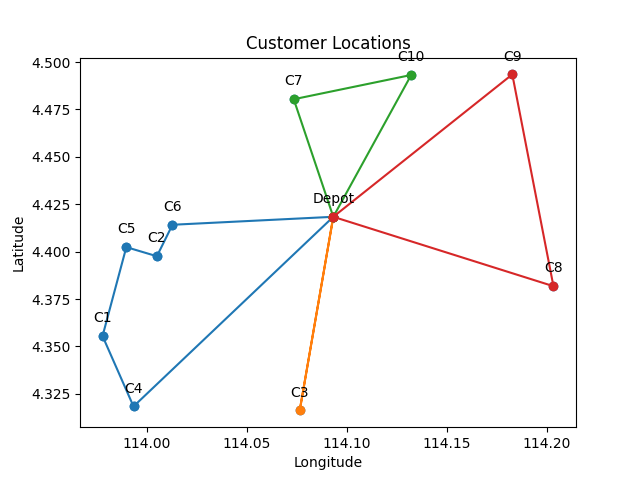 Customer Locations
4.500
4.475
4.450
4.425
4.400
4.375
4.350
4.325
Latitude
C10
C9
C7
Depot
C6
C5
C2
C8
C1
C4
C3
114.00
114.05
114.10
114.15
114.20
Longitude